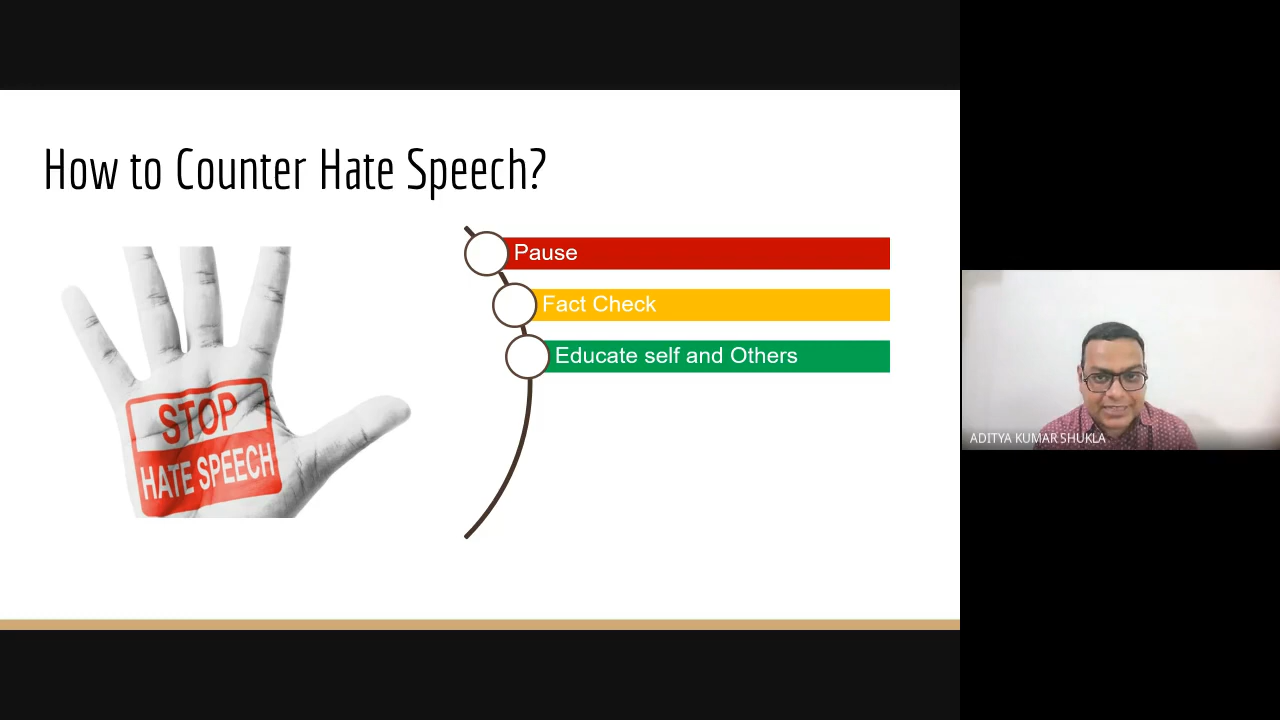 How to Counter Hate Speech?
Pause
Fact Check
Educate self and Others
STOP
HATE SPEECH
ADITYA KUMAR SHUKLA